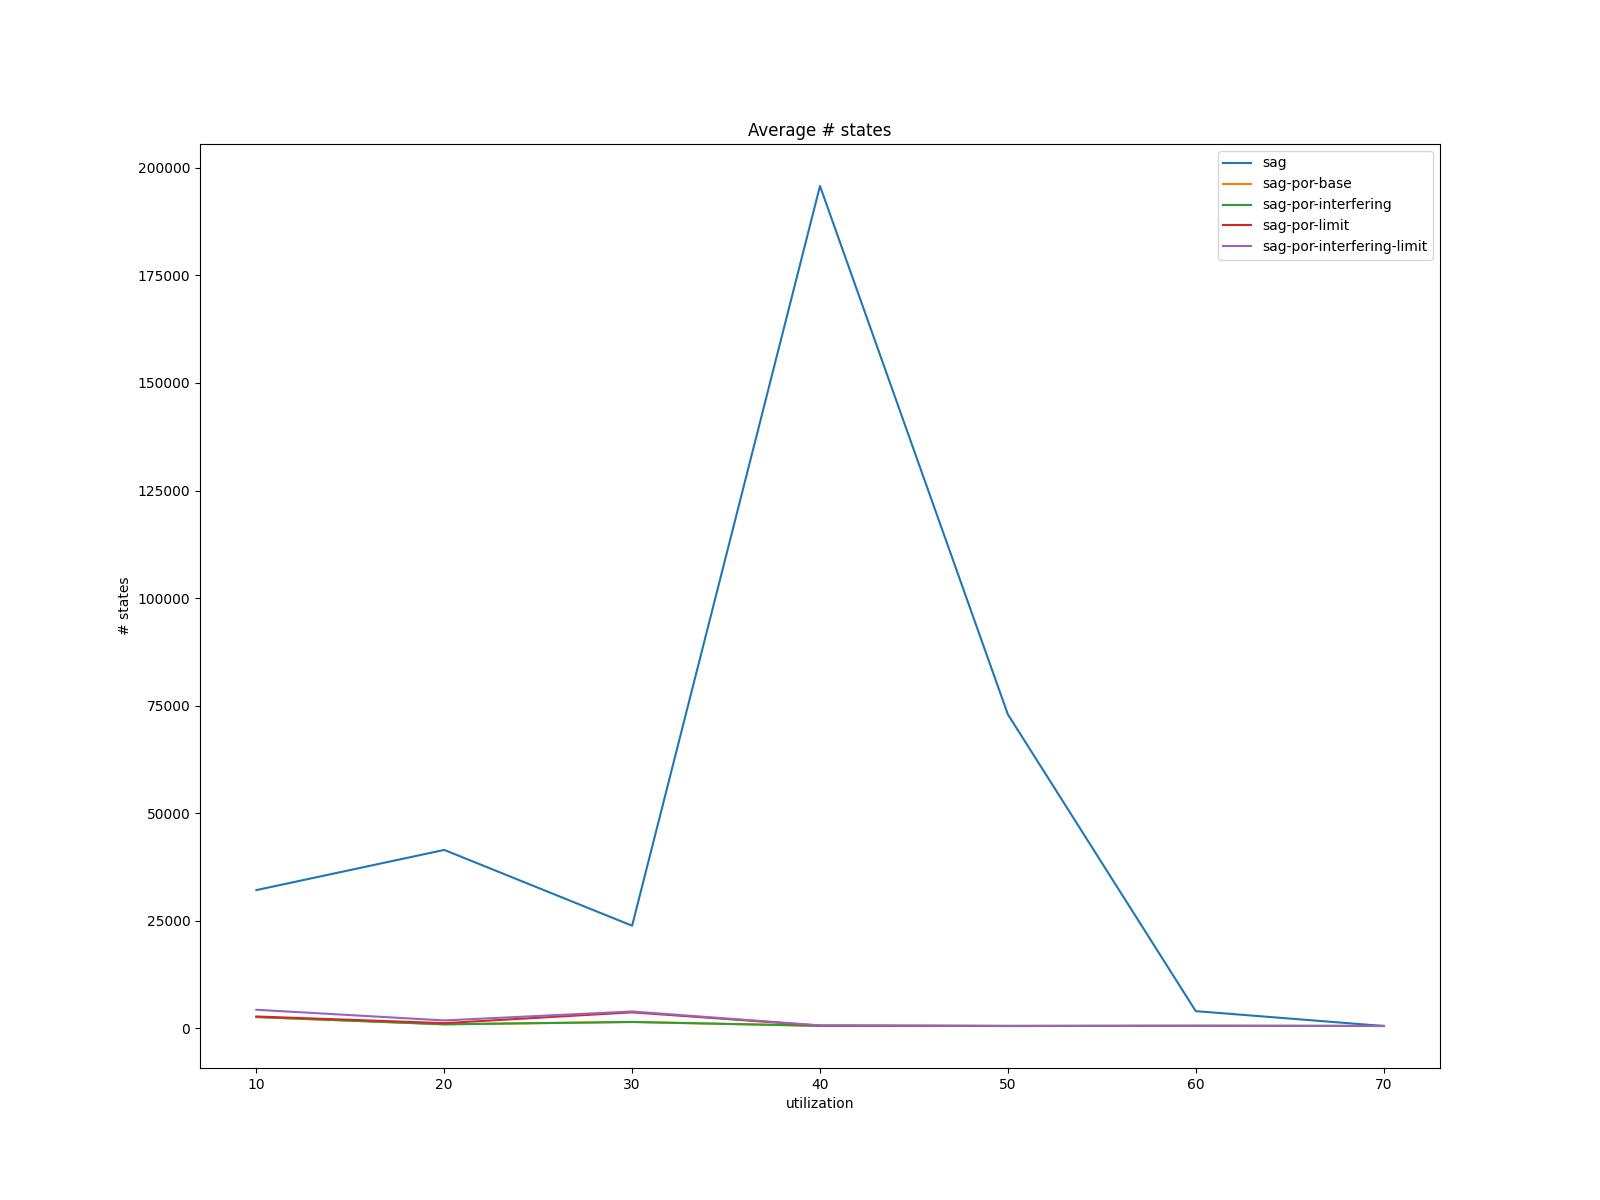 Average # states
sag
sag-por-base
sag-por-interfering
sag-por-limit
sag-por-interfering-limit
200000
175000
150000
125000
100000
75000
50000
25000
0
# states
10 20 30 40 50 60 70
utilization